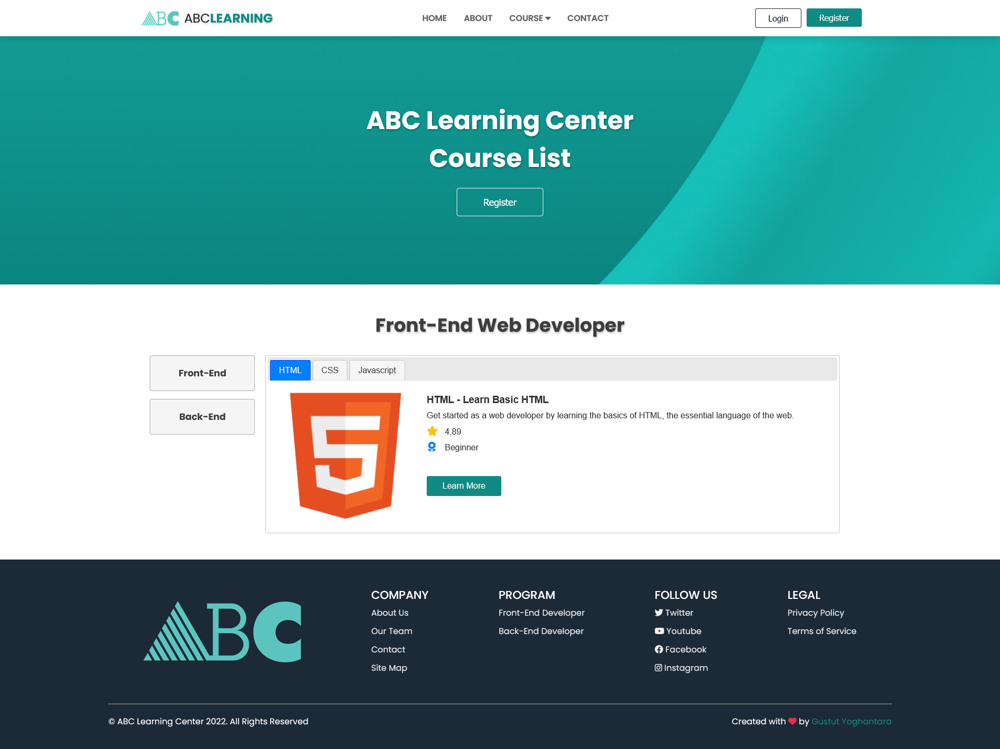 ABC ABCLEARNING
HOME ABOUT COURSE CONTACT
Login Register
ABC Learning Center
Course List
Register
Front-End Web Developer
Front-End
Back-End
HTML CSS Javascript
5
HTML - Learn Basic HTML
Get started as a web developer by learning the basics of HTML, the essential language of the web.
4,89
Beginner
Learn More
ABC
COMPANY
About Us
Our Team
Contact
Site Map
PROGRAM
Front-End Developer
Back-End Developer
FOLLOW US
Twitter
Youtube
Facebook
Instagram
LEGAL
Privacy Policy
Terms of Service
© ABC Learning Center 2022. All Rights Reserved
Created with ❤ by Gustut Yoghantara